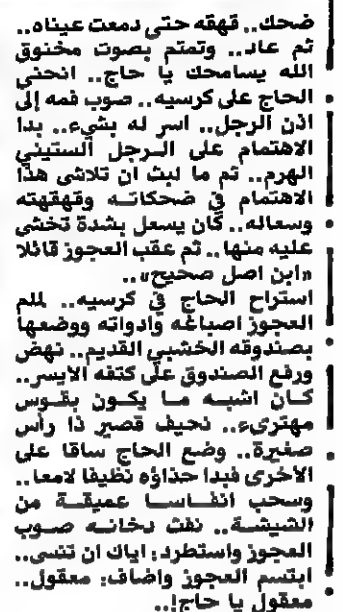 ضحك.. قهقه حتى دمعت عيناه..
ثم عاد.. وتمتم بصوت مخنوق
الله يسامحك يا حاج.. انحنى
الحاج على كرسيه.. صوب فمه إلى
اذن الرجل.. اسر له بشيء.. بدا
الاهتمام على الرجل الستيني
الهرم.. ثم ما لبث ان تلاشى هذا
الاهتمام في ضحكاته وقهقهته
وسعاله.. كان يسعل بشدة تخشى
عليه منها.. ثم عقب العجوز قائلا
«ابن اصل صحيح»..
استراح الحاج في كرسيه.. لملم
العجوز اصباغه وادواته ووضعها
بصندوقه الخشبي القديم.. نهض
ورفع الصندوق على كتفه الايسر..
كان اشبه ما يكون بقوس
مهترىء.. نحيف قصير ذا رأس
صغيرة.. وضع الحاج ساقا على
الاخرى فبدا حذاؤه نظيفا لامعا..
وسحب انفاسا عميقة من
الشيشة.. نفث دخانه صوب
العجوز واستطرد: اياك ان تنسى..
ابتسم العجوز واضاف: معقول..
معقول يا حاج!..